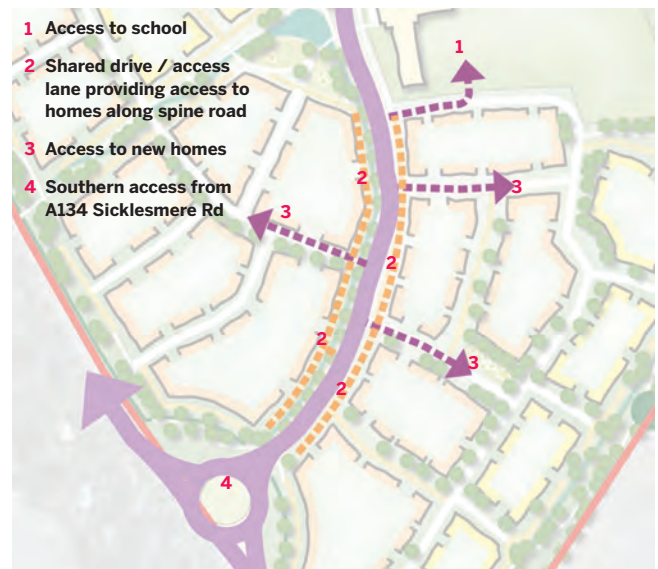 1 Access to school
2 Shared drive / access
lane providing access to
homes along spine road
3 Access to new homes
4 Southern access from
A134 Sicklesmere Rd
1
2
3
3
2
2
3
2
4